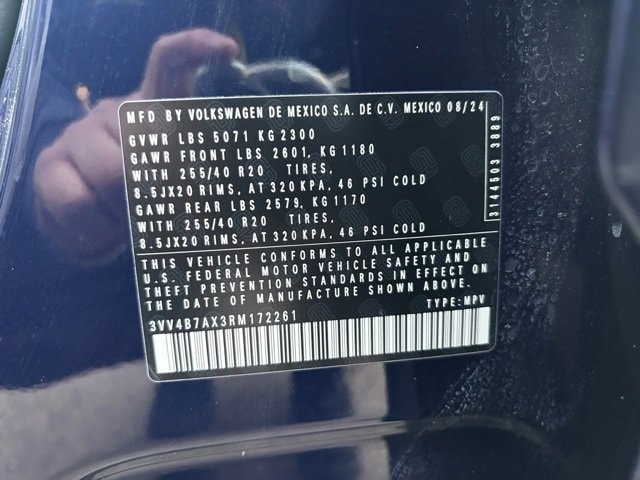 MFD BY VOLKSWAGEN DE MEXICO S.A. DE C.V. MEXICO 08/24
GVWR LBS 5071 KG 2300
GAWR FRONT LBS 2601, KG 1180
WITH 255/40 R20 TIRES,
8.5JX20 RIMS, AT 320 KPA, 46 PSI COLD
GAWR REAR LBS 2579, KG 1170
WITH 255/40 R20 TIRES,
8.5JX20 RIMS, AT 320 KPA, 46 PSI COLD
THIS VEHICLE CONFORMS TO ALL APPLICABLE
U.S. FEDERAL MOTOR VEHICLE SAFETY AND
THEFT PREVENTION STANDARDS IN EFFECT ON
THE DATE OF MANUFACTURE SHOWN ABOVE.
3VV4B7AX3RM172261 TYPE: MPV
3144503 3889